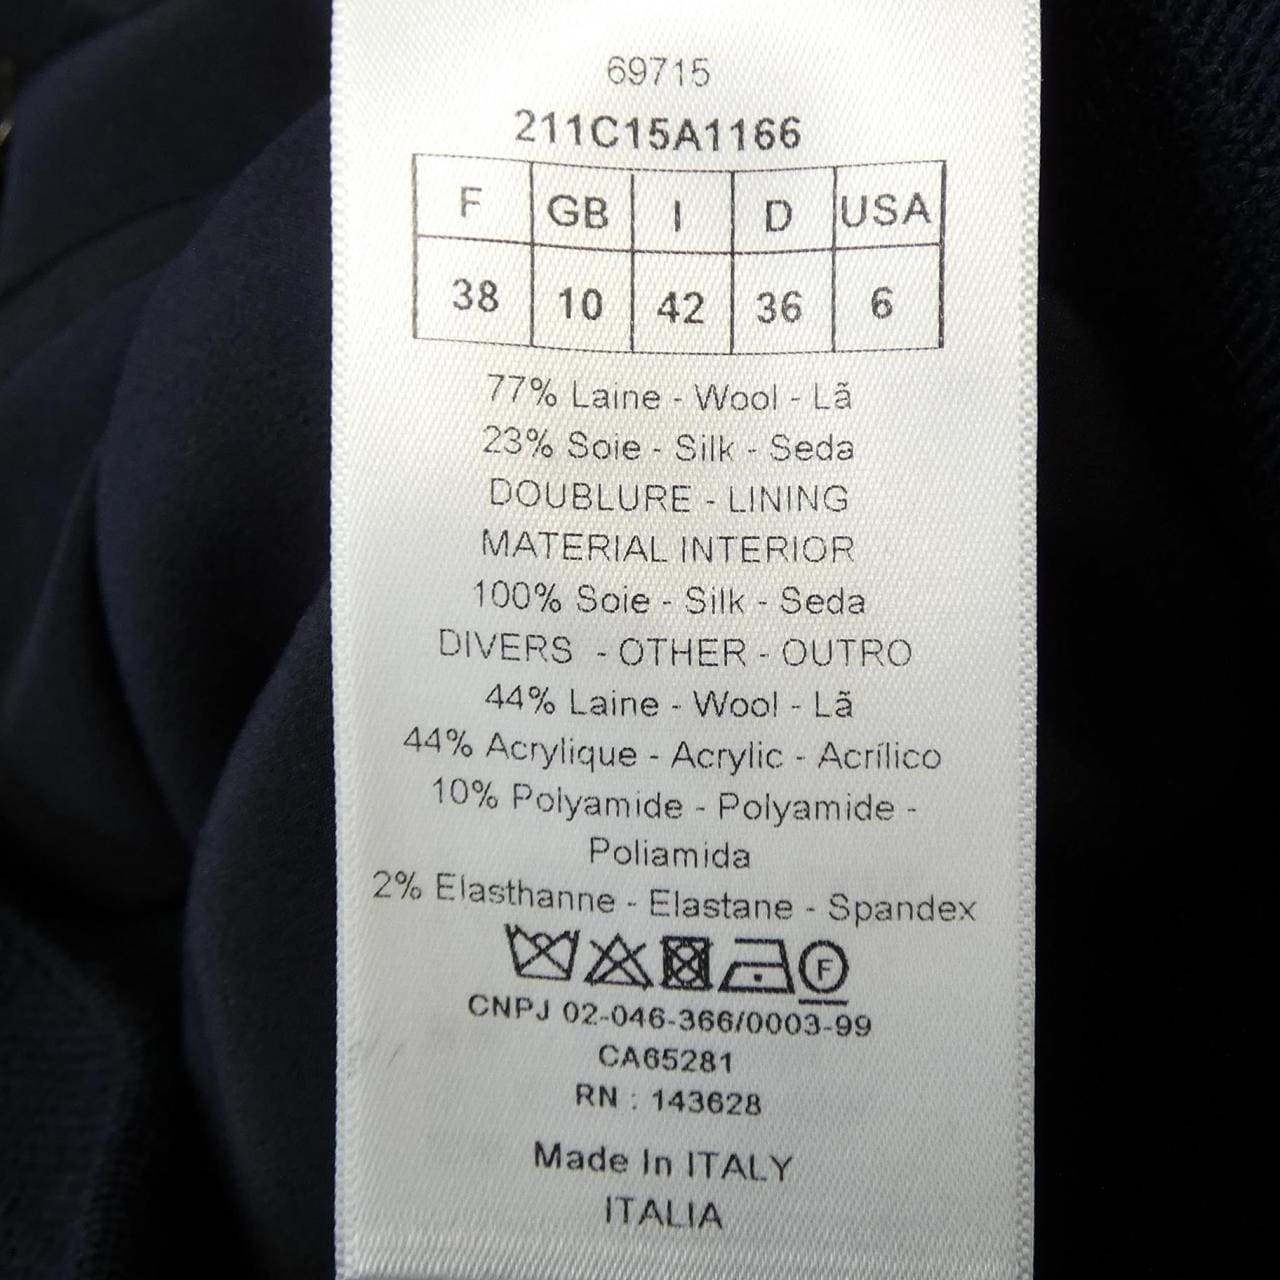 69715
211C15A1166
F GB I D USA
38 10 42 36 6
77% Laine - Wool - Lã
23% Soie - Silk - Seda
DOUBLURE - LINING
MATERIAL INTERIOR
100% Soie - Silk - Seda
DIVERS - OTHER - OUTRO
44% Laine - Wool - Lã
44% Acrylique - Acrylic - Acrílico
10% Polyamide - Polyamide -
Poliamida
2% Elasthanne - Elastane - Spandex
F
CNPJ 02-046-366/0003-99
CA65281
RN : 143628
Made In ITALY
ITALIA